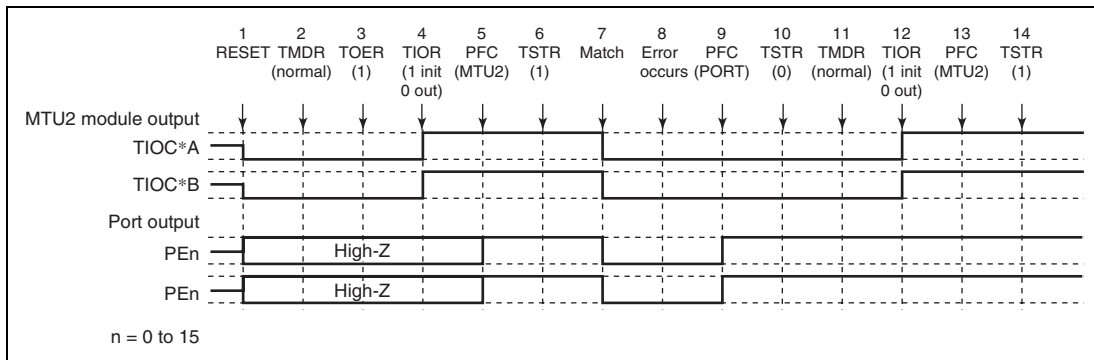 1 2 3 4 5 6 7 8 9 10 11 12 13 14
RESET TMDR TOER TIOR PFC TSTR Match Error PFC TSTR TMDR TIOR PFC TSTR
(normal) (1) (1 init (MTU2) (1) occurs (PORT) (0) (normal) (1 init (MTU2) (1)
0 out) 0 out)
MTU2 module output
TIOC*A
TIOC*B
Port output
PEn High-Z
PEn High-Z
n = 0 to 15